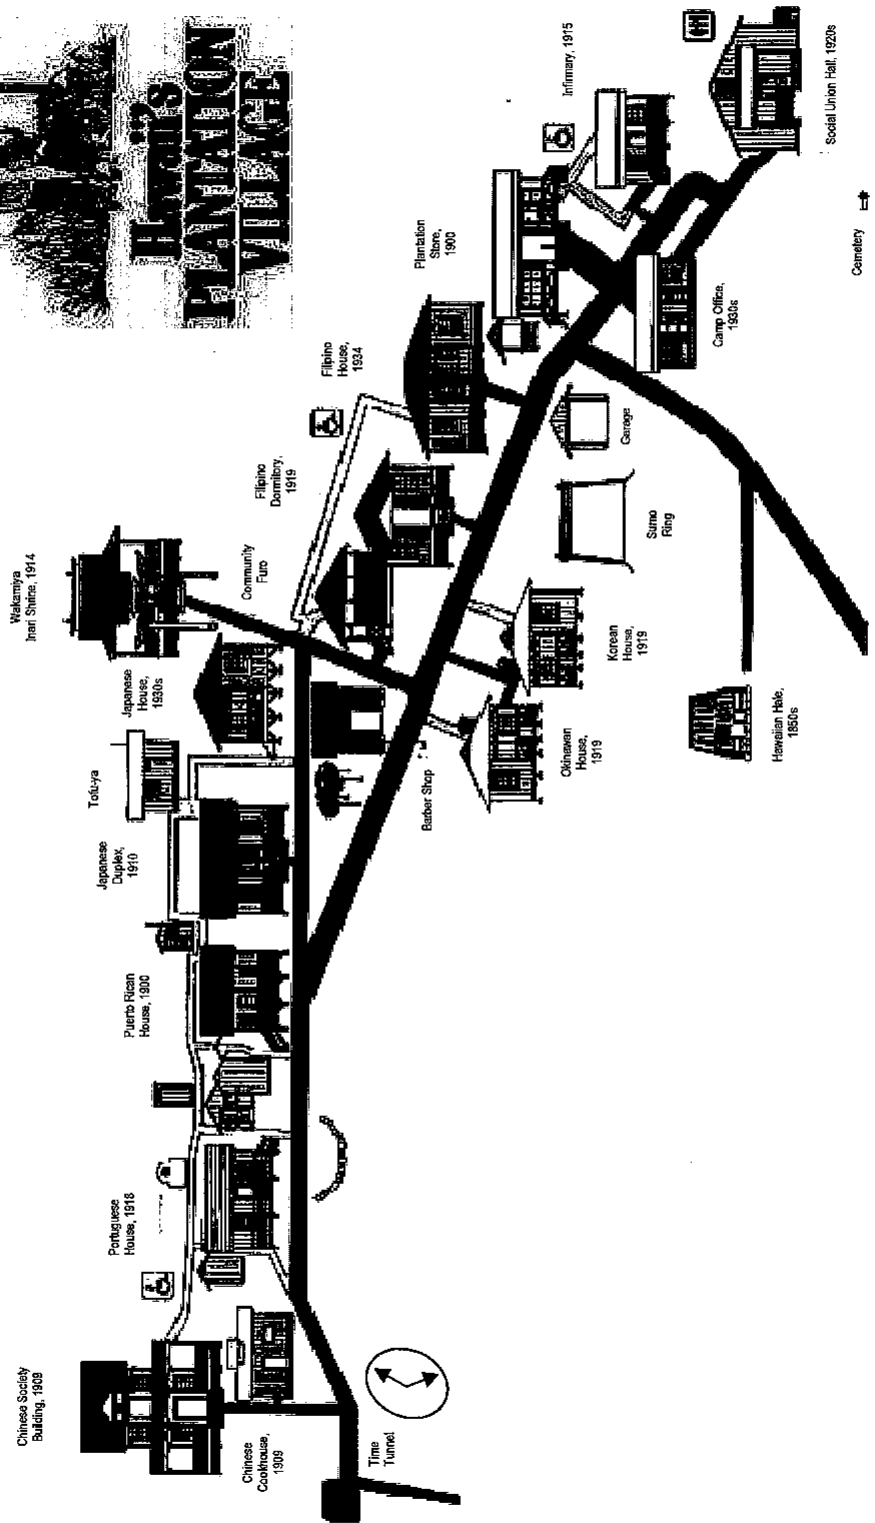 HAWAII'S
PLANTATION
VILLAGE
Chinese Society
Building, 1909
Chinese
Cookhouse,
1909
Time
Tunnel
Portuguese
House, 1918
Puerto Rican
House, 1900
Japanese
Duplex,
1910
Tofu-ya
Japanese
House,
1930s
Wakamiya
Inari Shrine, 1914
Community
Furo
Barber Shop
Okinawan
House,
1919
Korean
House,
1919
Filipino
Dormitory,
1919
Filipino
House,
1934
Sumo
Ring
Garage
Hawaiian Hale,
1850s
Plantation
Store,
1900
Camp Office,
1930s
Infirmary, 1915
Social Union Hall, 1920s
Cemetery